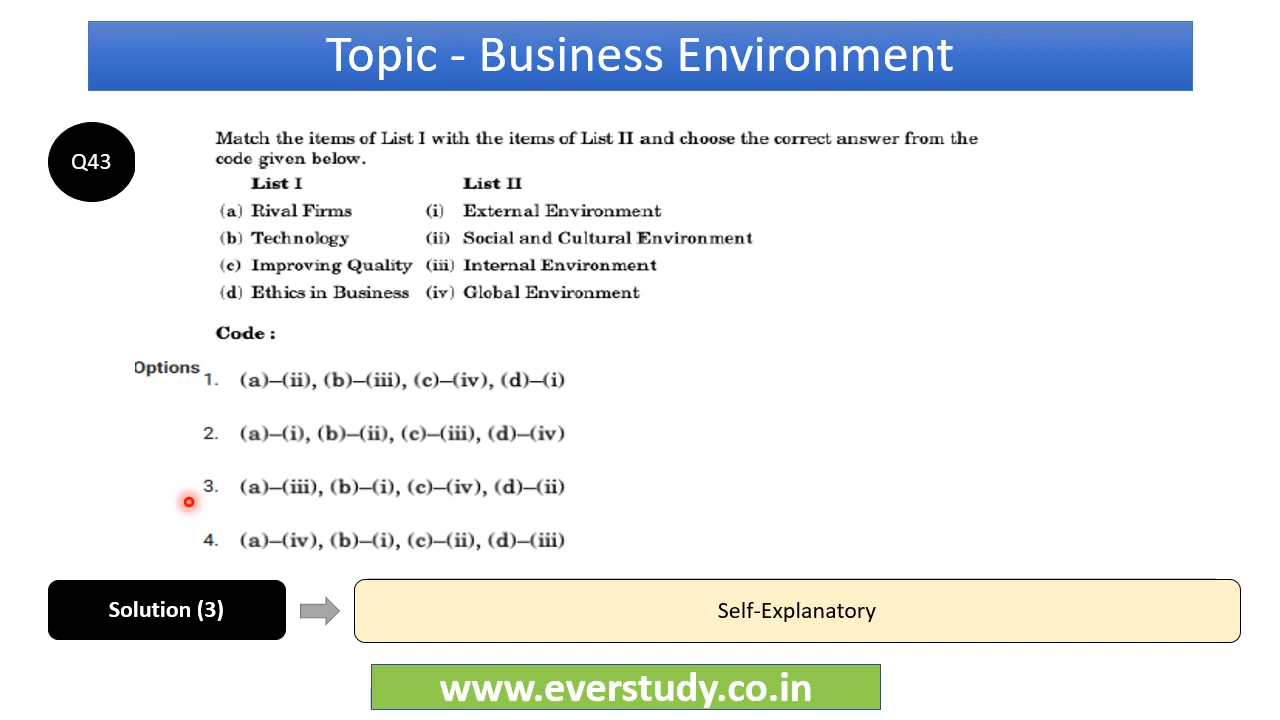 Topic - Business Environment
Q43
Match the items of List I with the items of List II and choose the correct answer from the
code given below.
List I List II
(a) Rival Firms (i) External Environment
(b) Technology (ii) Social and Cultural Environment
(c) Improving Quality (iii) Internal Environment
(d) Ethics in Business (iv) Global Environment
Code :
Options
1. (a)–(ii), (b)–(iii), (c)–(iv), (d)–(i)
2. (a)–(i), (b)–(ii), (c)–(iii), (d)–(iv)
3. (a)–(iii), (b)–(i), (c)–(iv), (d)–(ii)
4. (a)–(iv), (b)–(i), (c)–(ii), (d)–(iii)
Solution (3)
Self-Explanatory
www.everstudy.co.in